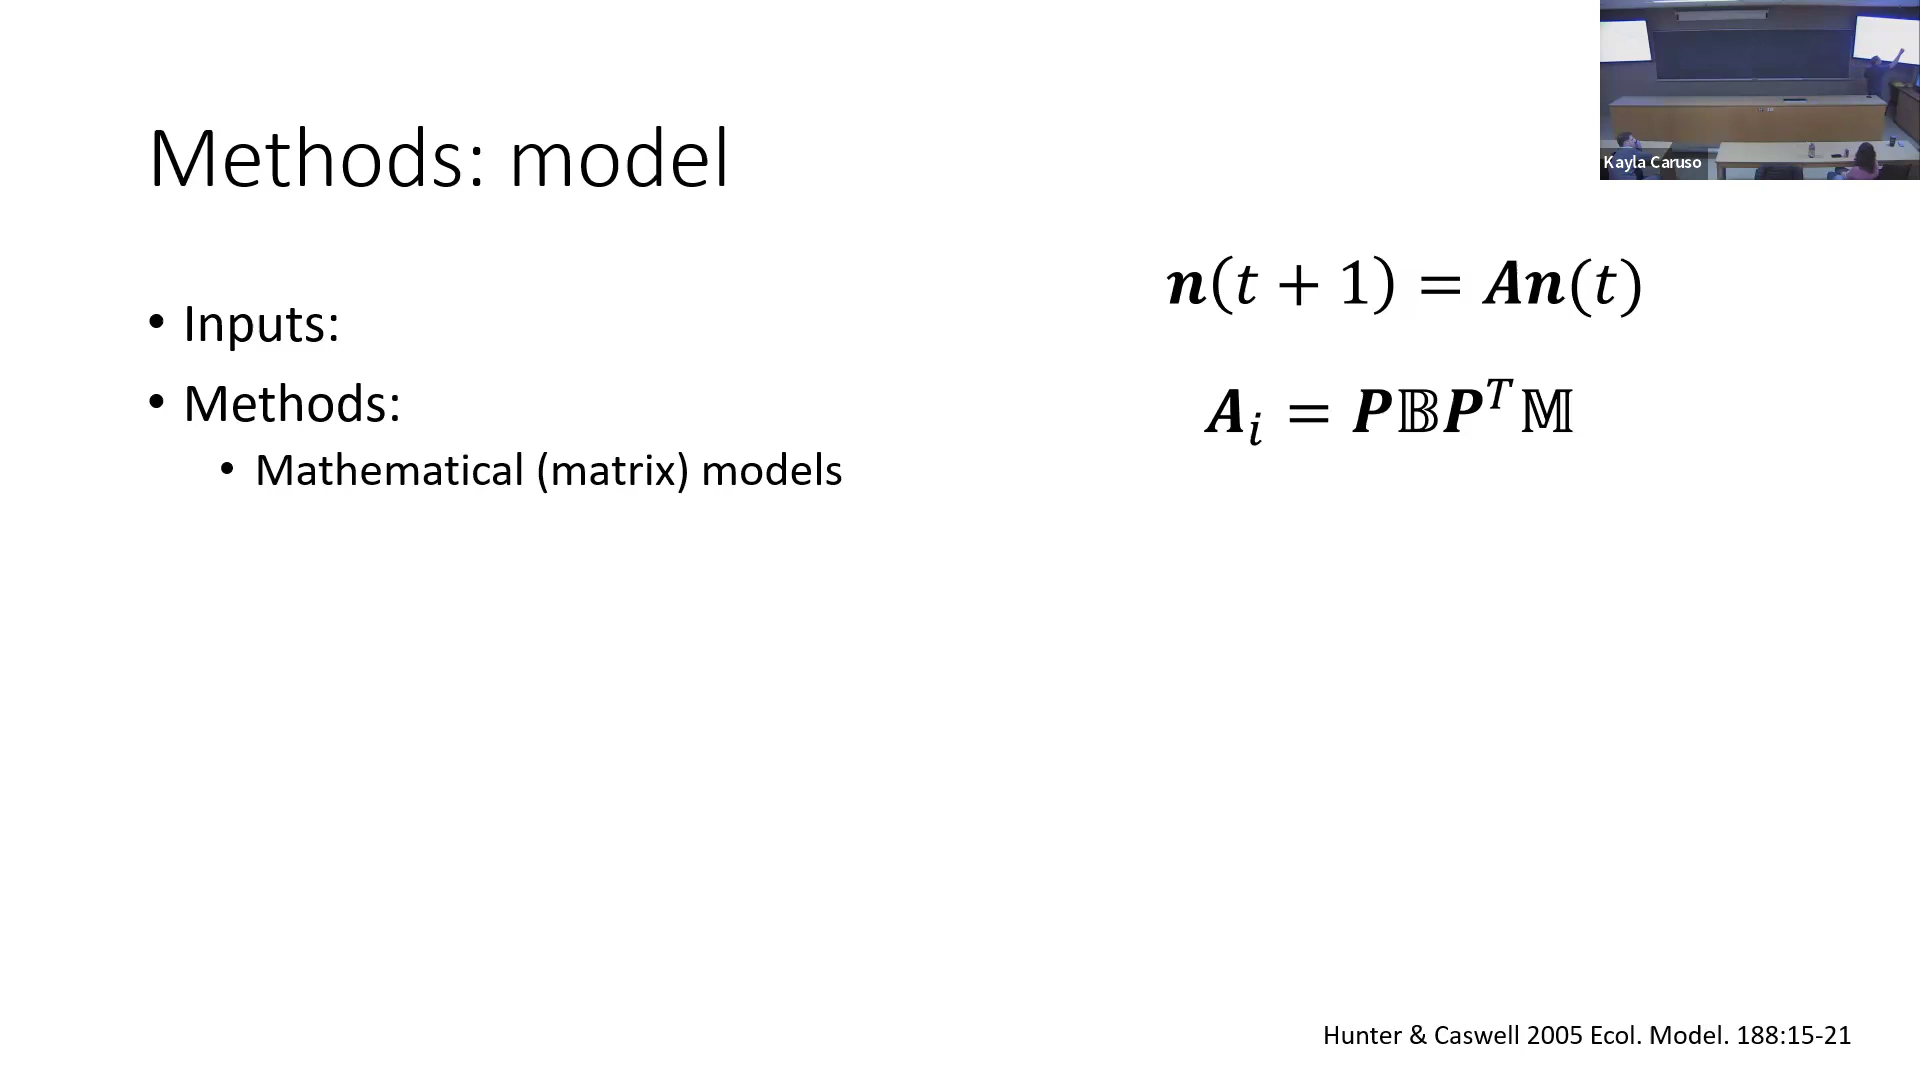 Kayla Caruso
Methods: model
• Inputs:
• Methods:
• Mathematical (matrix) models
𝒏(𝑡 + 1) = 𝑨𝒏(𝑡)
𝑨ᵢ = 𝑷𝔹𝑷ᵀ𝕄
Hunter & Caswell 2005 Ecol. Model. 188:15-21